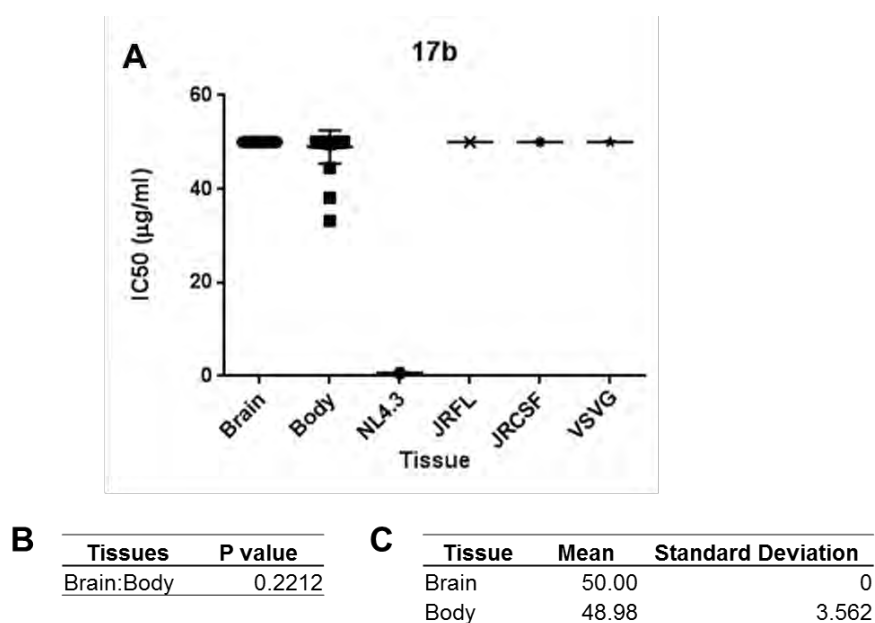 A
17b
60
40
20
0
IC50 (µg/ml)
Brain
Body
NL4.3
JRFL
JRCSF
VSVG
Tissue
B
Tissues P value
Brain:Body 0.2212
C
Tissue Mean Standard Deviation
Brain 50.00 0
Body 48.98 3.562